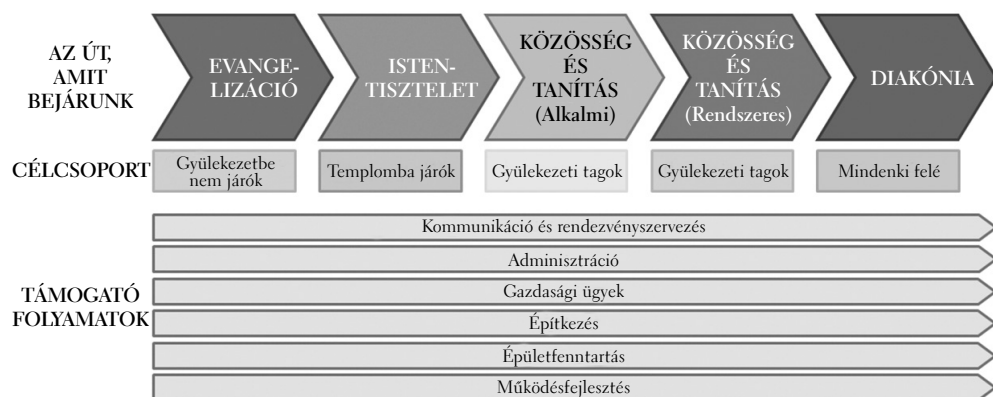 AZ ÚT,
AMIT
BEJÁRUNK
EVANGE-
LIZÁCIÓ
ISTEN-
TISZTELET
KÖZÖSSÉG
ÉS
TANÍTÁS
(Alkalmi)
KÖZÖSSÉG
ÉS
TANÍTÁS
(Rendszeres)
DIAKÓNIA
CÉLCSOPORT
Gyülekezetbe
nem járók
Templomba járók
Gyülekezeti tagok
Gyülekezeti tagok
Mindenki felé
TÁMOGATÓ
FOLYAMATOK
Kommunikáció és rendezvényszervezés
Adminisztráció
Gazdasági ügyek
Építkezés
Épületfenntartás
Működésfejlesztés